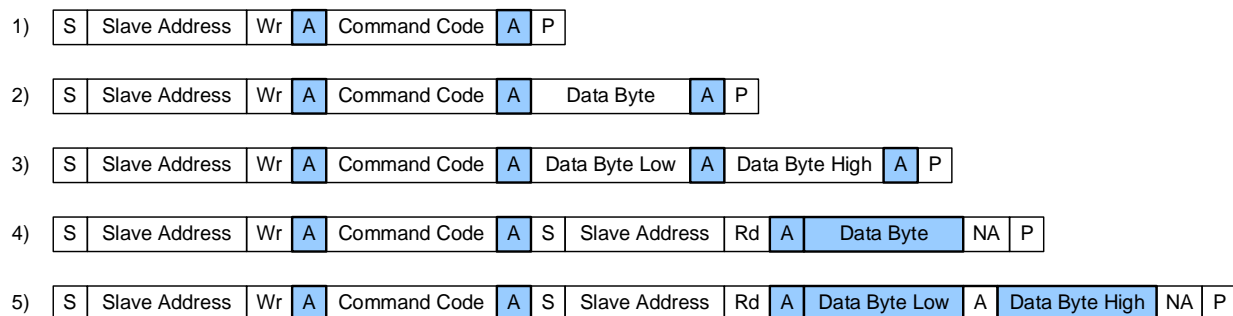 1) S Slave Address Wr A Command Code A P
2) S Slave Address Wr A Command Code A Data Byte A P
3) S Slave Address Wr A Command Code A Data Byte Low A Data Byte High A P
4) S Slave Address Wr A Command Code A S Slave Address Rd A Data Byte NA P
5) S Slave Address Wr A Command Code A S Slave Address Rd A Data Byte Low A Data Byte High NA P